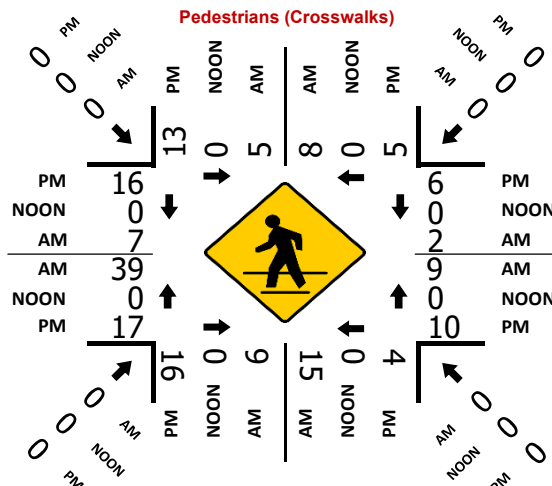 Pedestrians (Crosswalks)
0 PM
0 NOON
0 AM
PM NOON AM AM NOON PM
PM 0
NOON 0
AM 0
13 0 5 8 0 5
PM 16 6 PM
NOON 0 0 NOON
AM 7 2 AM
AM 39 9 AM
NOON 0 0 NOON
PM 17 10 PM
16 0 6 15 0 4
PM NOON AM AM NOON PM
0 AM
0 NOON
0 PM
AM 0
NOON 0
PM 0